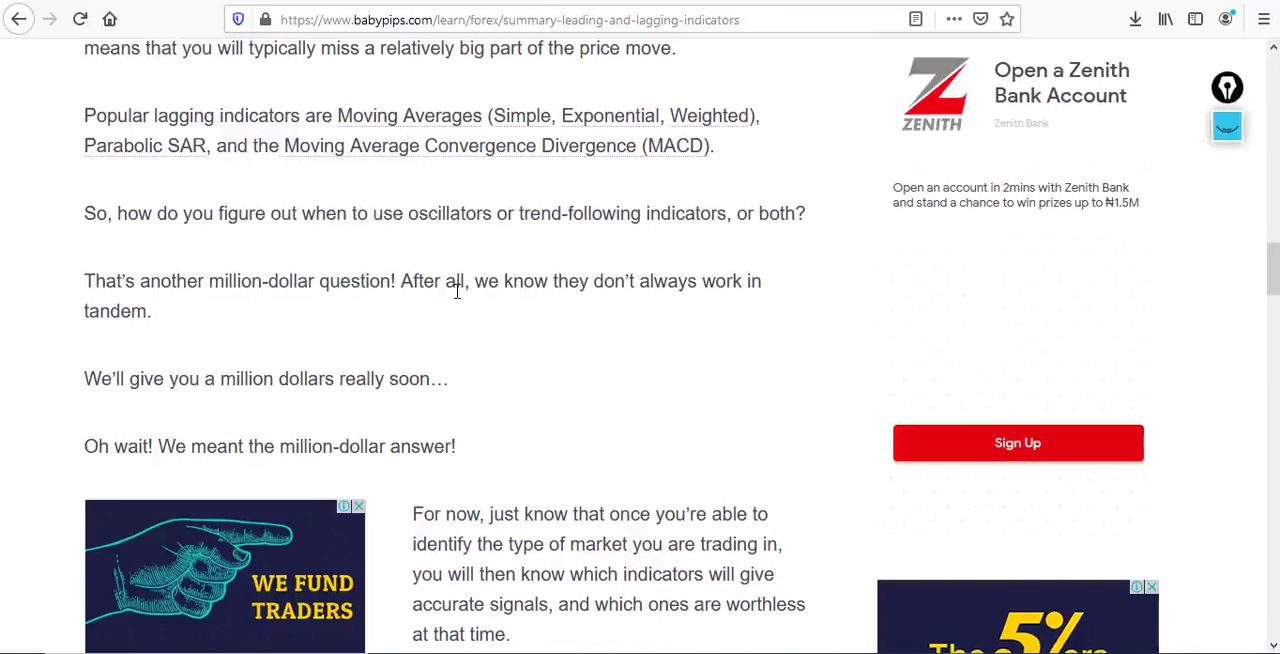 https://www.babypips.com/learn/forex/summary-leading-and-lagging-indicators
means that you will typically miss a relatively big part of the price move.
Popular lagging indicators are Moving Averages (Simple, Exponential, Weighted),
Parabolic SAR, and the Moving Average Convergence Divergence (MACD).
So, how do you figure out when to use oscillators or trend-following indicators, or both?
That's another million-dollar question! After all, we know they don't always work in
tandem.
We'll give you a million dollars really soon…
Oh wait! We meant the million-dollar answer!
WE FUND
TRADERS
For now, just know that once you're able to
identify the type of market you are trading in,
you will then know which indicators will give
accurate signals, and which ones are worthless
at that time.
ZENITH
Open a Zenith
Bank Account
Zenith Bank
Open an account in 2mins with Zenith Bank
and stand a chance to win prizes up to ₦1.5M
Sign Up
5%